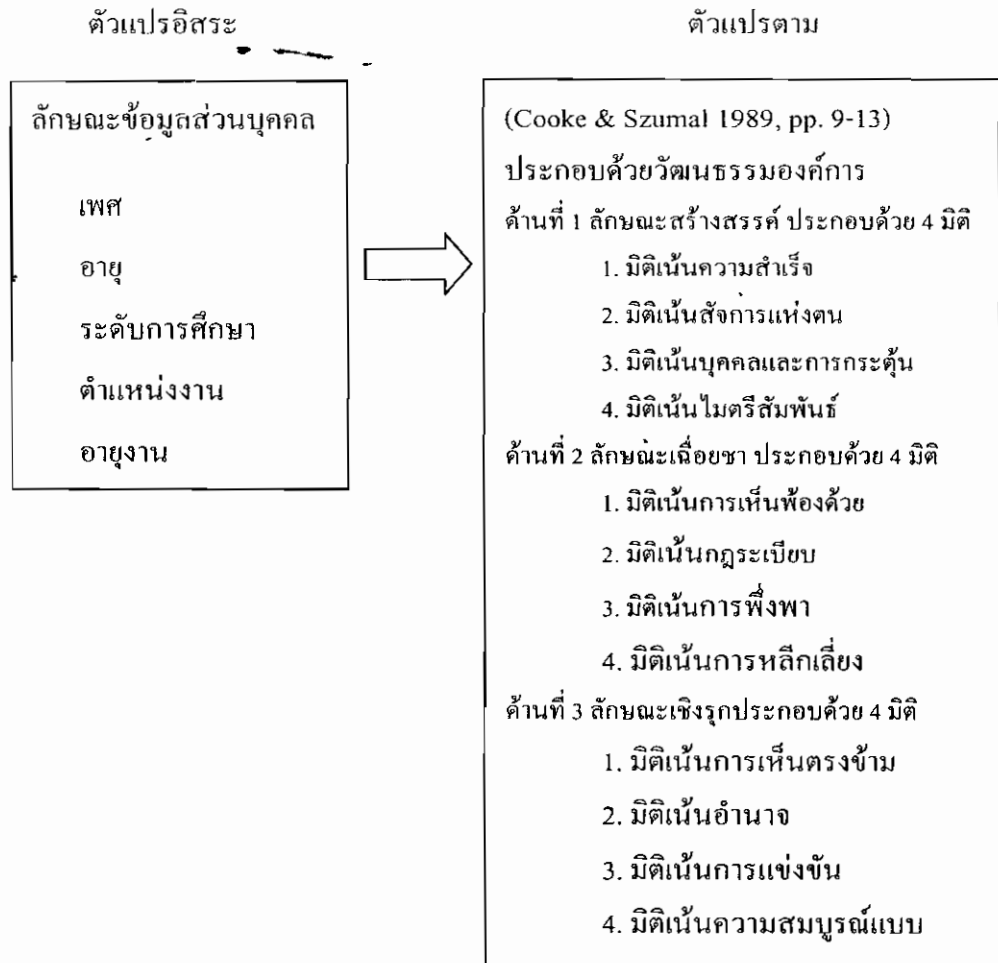 ตัวแปรอิสระ
ลักษณะข้อมูลส่วนบุคคล
เพศ
อายุ
ระดับการศึกษา
ตำแหน่งงาน
อายุงาน
ตัวแปรตาม
(Cooke & Szumal 1989, pp. 9-13)
ประกอบด้วยวัฒนธรรมองค์การ
ด้านที่ 1 ลักษณะสร้างสรรค์ ประกอบด้วย 4 มิติ
1. มิติเน้นความสำเร็จ
2. มิติเน้นสัจการแห่งตน
3. มิติเน้นบุคคลและการกระตุ้น
4. มิติเน้นไมตรีสัมพันธ์
ด้านที่ 2 ลักษณะเฉื่อยชา ประกอบด้วย 4 มิติ
1. มิติเน้นการเห็นพ้องด้วย
2. มิติเน้นกฎระเบียบ
3. มิติเน้นการพึ่งพา
4. มิติเน้นการหลีกเลี่ยง
ด้านที่ 3 ลักษณะเชิงรุกประกอบด้วย 4 มิติ
1. มิติเน้นการเห็นตรงข้าม
2. มิติเน้นอำนาจ
3. มิติเน้นการแข่งขัน
4. มิติเน้นความสมบูรณ์แบบ